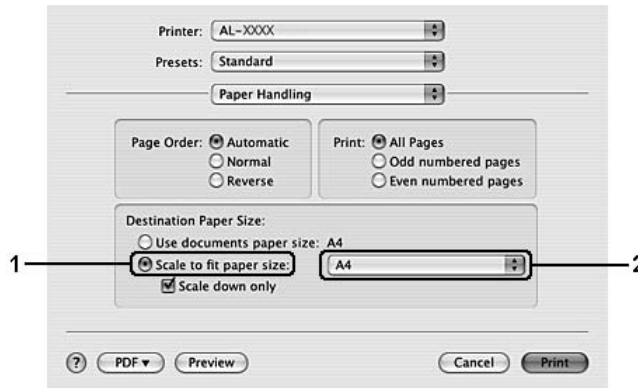 Printer: AL-XXXX
Presets: Standard
Paper Handling
Page Order: Automatic
Normal
Reverse
Print: All Pages
Odd numbered pages
Even numbered pages
Destination Paper Size:
Use documents paper size: A4
1 Scale to fit paper size: A4 2
Scale down only
? PDF▼ Preview Cancel Print